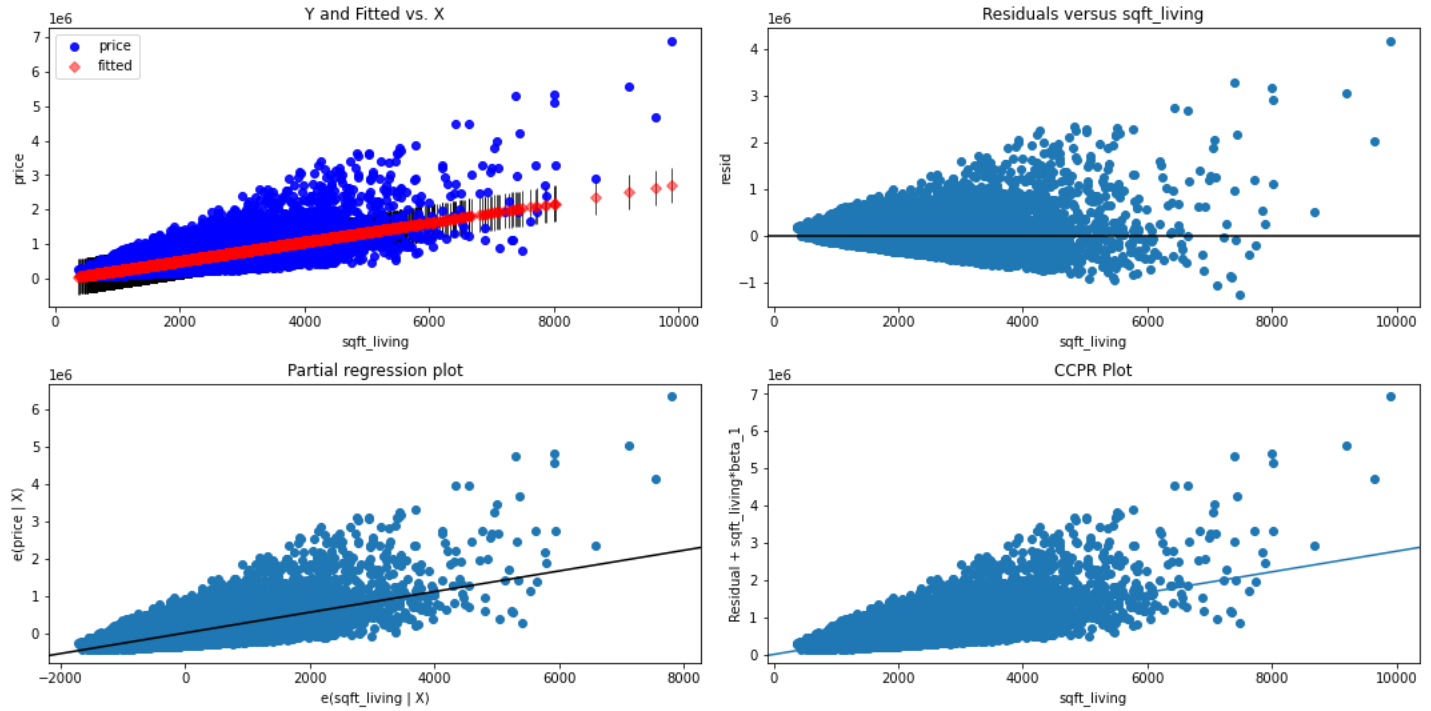 Y and Fitted vs. X
1e6
price
fitted
7
6
5
4
3
2
1
0
price
0 2000 4000 6000 8000 10000
sqft_living
Residuals versus sqft_living
1e6
4
3
2
1
0
−1
resid
0 2000 4000 6000 8000 10000
sqft_living
Partial regression plot
1e6
6
5
4
3
2
1
0
e(price | X)
−2000 0 2000 4000 6000 8000
e(sqft_living | X)
CCPR Plot
1e6
7
6
5
4
3
2
1
0
Residual + sqft_living*beta_1
0 2000 4000 6000 8000 10000
sqft_living